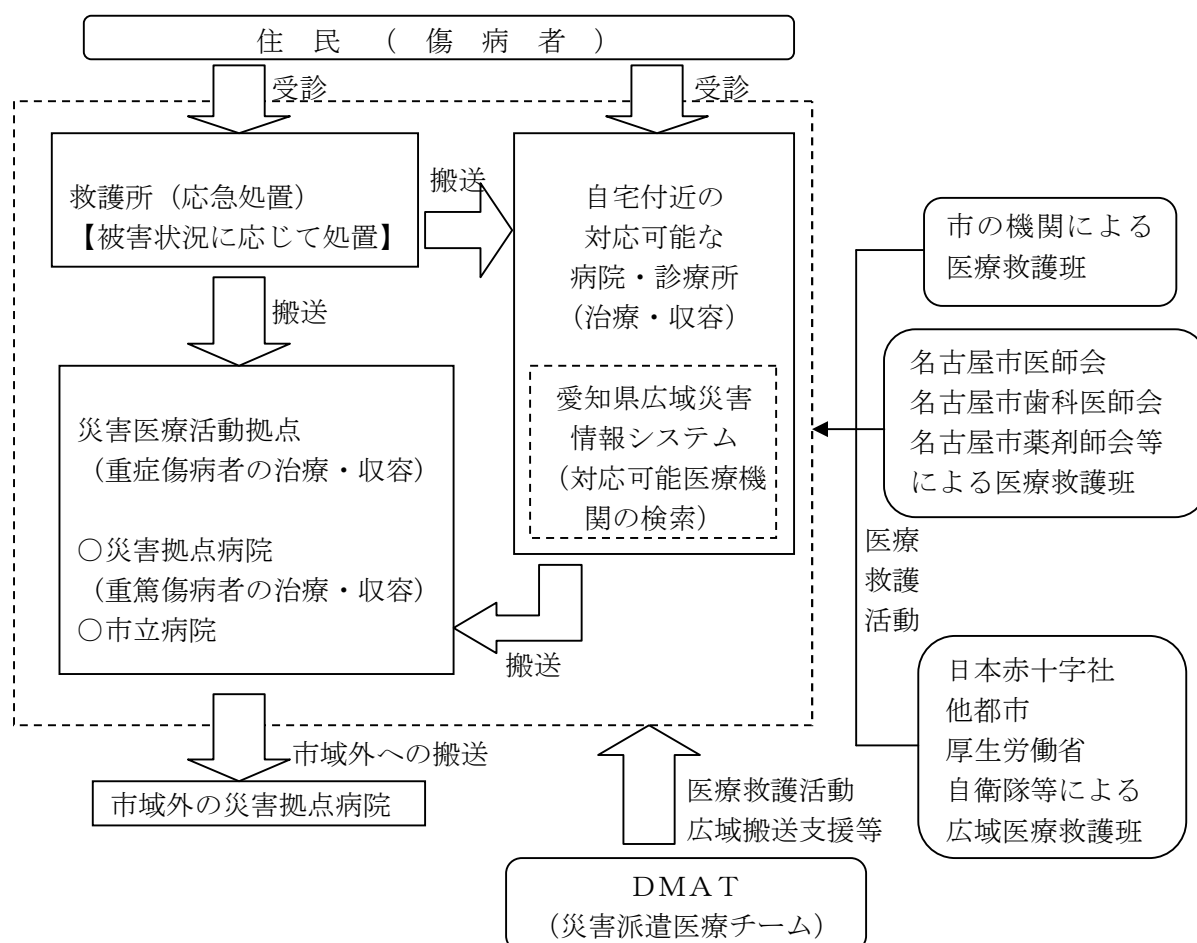 住民（傷病者）
受診
受診
救護所（応急処置）
【被害状況に応じて処置】
搬送
自宅付近の
対応可能な
病院・診療所
（治療・収容）
搬送
愛知県広域災害
情報システム
（対応可能医療機
関の検索）
災害医療活動拠点
（重症傷病者の治療・収容）
○災害拠点病院
（重篤傷病者の治療・収容）
○市立病院
搬送
市の機関による
医療救護班
名古屋市医師会
名古屋市歯科医師会
名古屋市薬剤師会等
による医療救護班
医療
救護
活動
日本赤十字社
他都市
厚生労働省
自衛隊等による
広域医療救護班
市域外への搬送
市域外の災害拠点病院
医療救護活動
広域搬送支援等
ＤＭＡＴ
（災害派遣医療チーム）